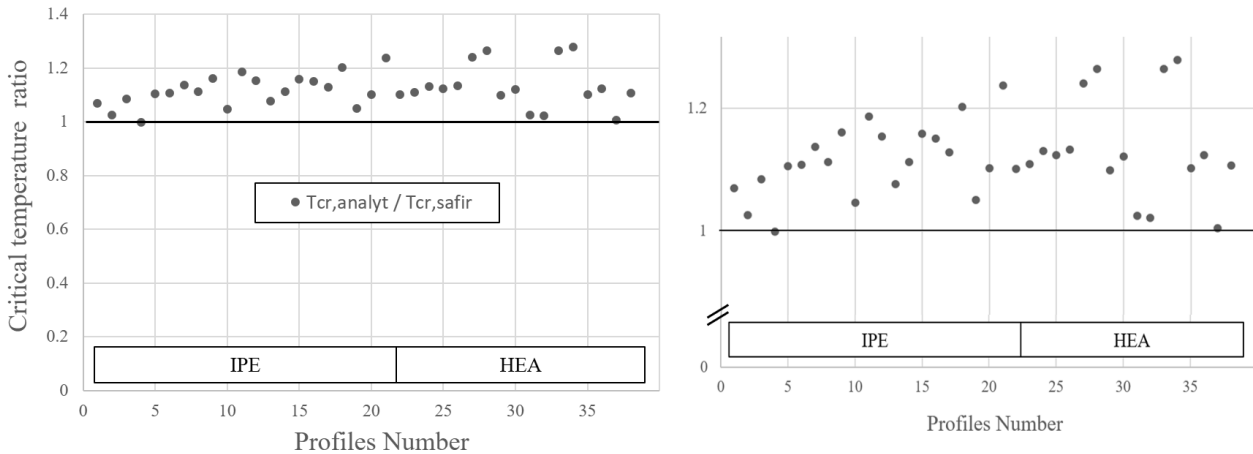 1.4
1.2
1
0.8
0.6
0.4
0.2
0
Critical temperature ratio
Tcr,analyt / Tcr,safir
IPE HEA
0 5 10 15 20 25 30 35
Profiles Number
1.2
1
0
IPE HEA
0 5 10 15 20 25 30 35
Profiles Number